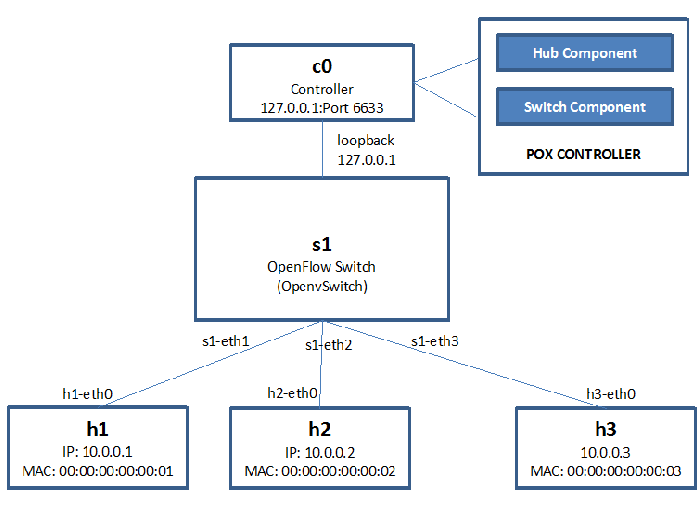 c0
Controller
127.0.0.1:Port 6633
Hub Component
Switch Component
POX CONTROLLER
loopback
127.0.0.1
s1
OpenFlow Switch
(OpenvSwitch)
s1-eth1
s1-eth2
s1-eth3
h1-eth0
h2-eth0
h3-eth0
h1
IP: 10.0.0.1
MAC: 00:00:00:00:00:01
h2
IP: 10.0.0.2
MAC: 00:00:00:00:00:02
h3
10.0.0.3
MAC: 00:00:00:00:00:03